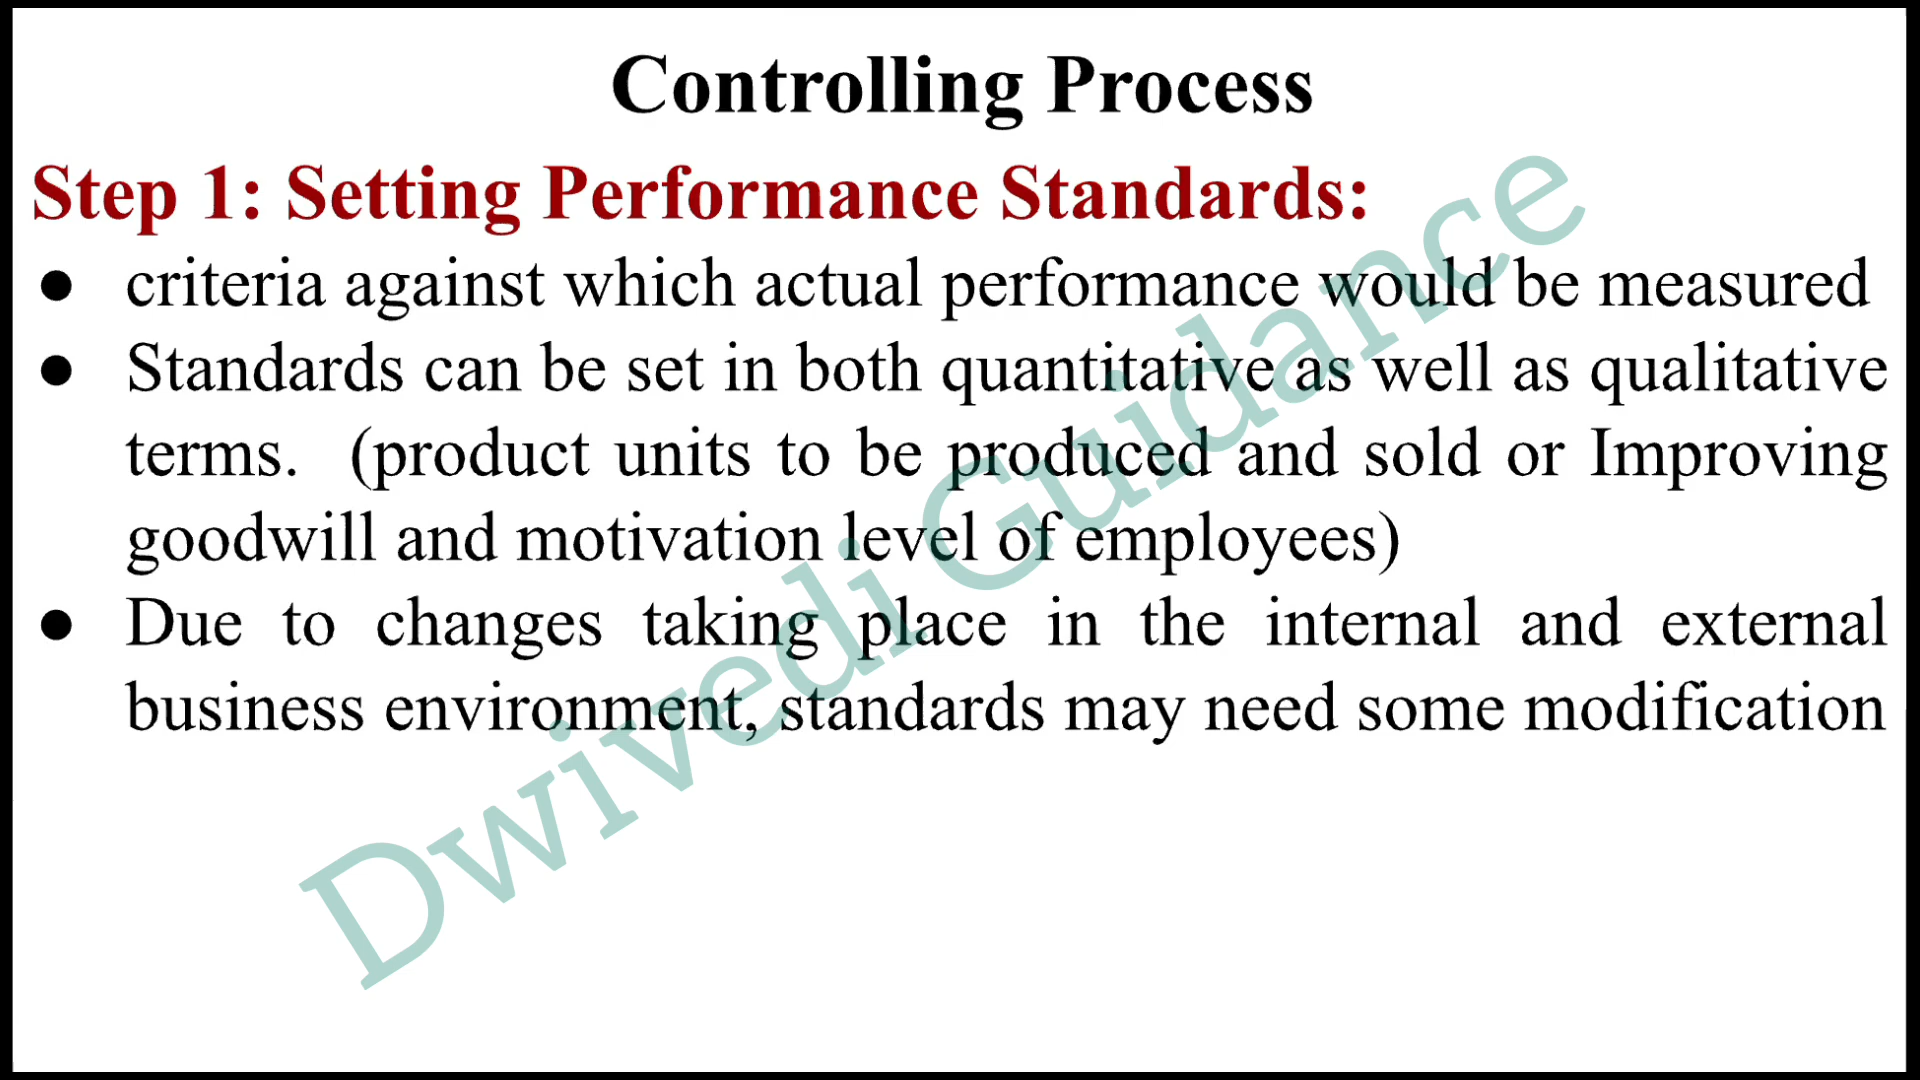 Controlling Process
Step 1: Setting Performance Standards:
● criteria against which actual performance would be measured
● Standards can be set in both quantitative as well as qualitative
terms. (product units to be produced and sold or Improving
goodwill and motivation level of employees)
● Due to changes taking place in the internal and external
business environment, standards may need some modification
Dwivedi Guidance